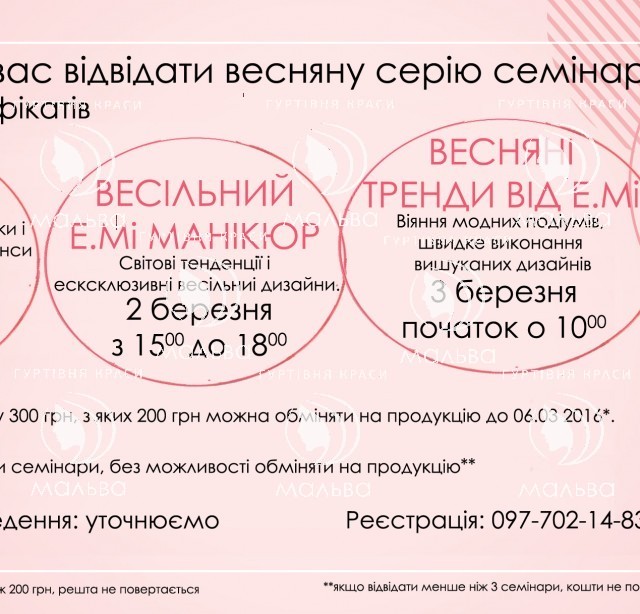 вас відвідати весняну серію семінар
фікатів
ки і
нси
ВЕСІЛЬНИЙ
Е.Мі МАНІКЮР
Світові тенденції і
ексклюзивні весільниі дизайни.
2 березня
з 15⁰⁰ до 18⁰⁰
ВЕСНЯНІ
ТРЕНДИ ВІД Е.Мі
Віяння модних подіумів,
швидке виконання
вишуканих дизайнів
3 березня
початок о 10⁰⁰
у 300 грн, з яких 200 грн можна обміняти на продукцію до 06.03 2016*.
и семінари, без можливості обміняти на продукцію**
едення: уточнюємо
Реєстрація: 097-702-14-83
ж 200 грн, решта не повертається
**якщо відвідати менше ніж 3 семінари, кошти не по
ГУРТІВНЯ КРАСИ
мальва